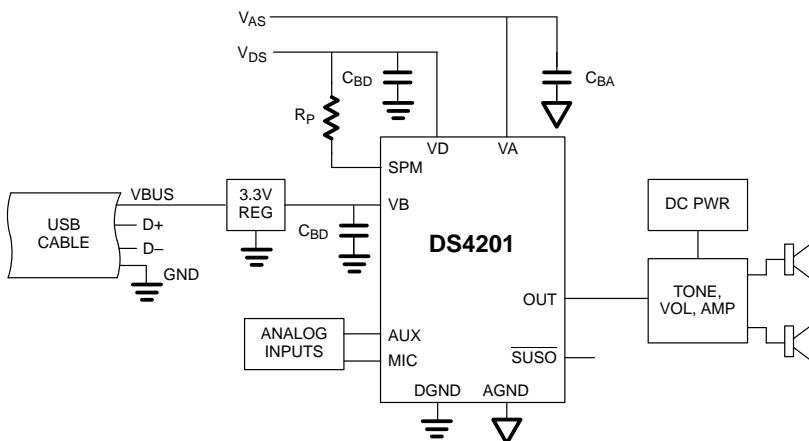 VAS
VDS
CBD
CBA
RP
VD
VA
SPM
VBUS
3.3V
REG
VB
DC PWR
USB
CABLE
D+
D–
CBD
DS4201
GND
OUT
TONE,
VOL, AMP
ANALOG
INPUTS
AUX
MIC
SUSO
DGND
AGND